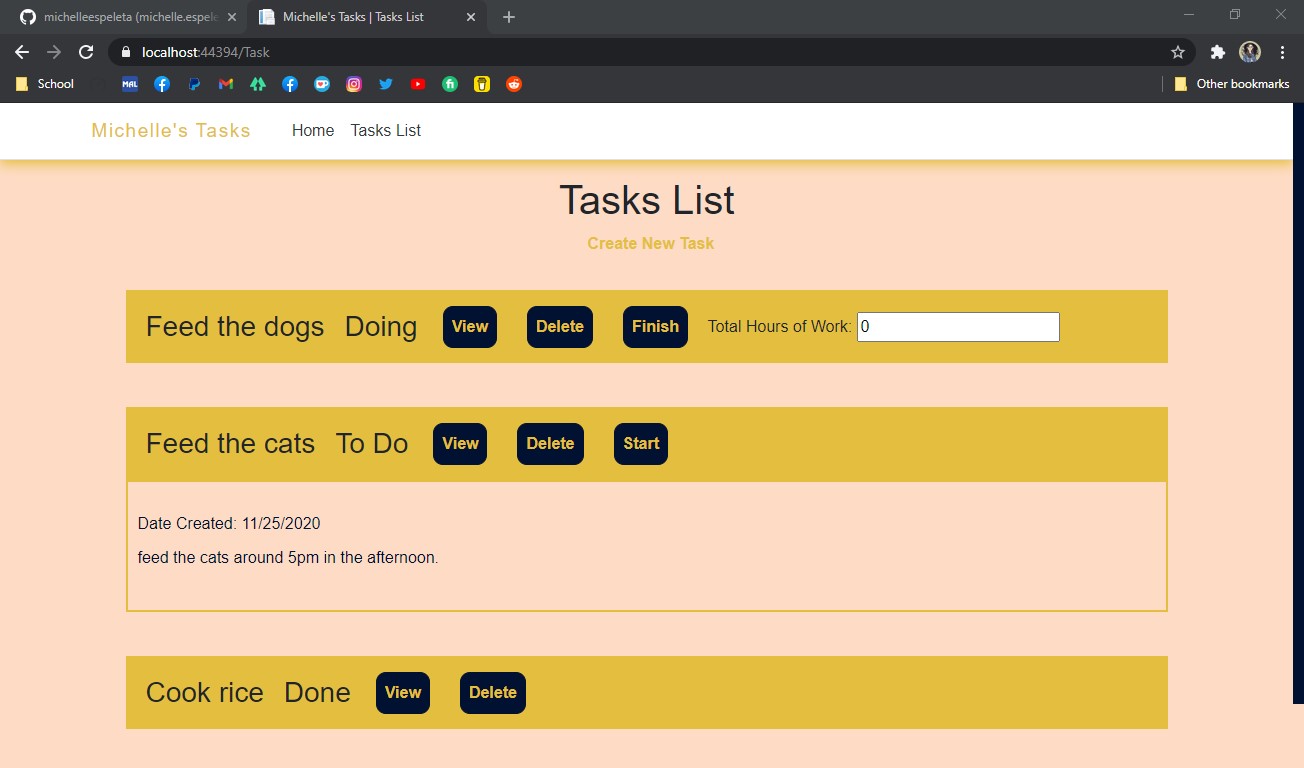 michelleespeleta (michelle.espele
Michelle's Tasks | Tasks List
localhost:44394/Task
School
MAL
Other bookmarks
Michelle's Tasks Home Tasks List
Tasks List
Create New Task
Feed the dogs Doing View Delete Finish Total Hours of Work: 0
Feed the cats To Do View Delete Start
Date Created: 11/25/2020
feed the cats around 5pm in the afternoon.
Cook rice Done View Delete